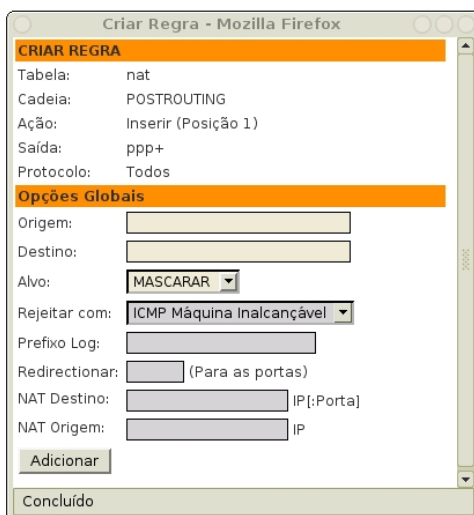 Criar Regra - Mozilla Firefox
CRIAR REGRA
Tabela: nat
Cadeia: POSTROUTING
Ação: Inserir (Posição 1)
Saída: ppp+
Protocolo: Todos
Opções Globais
Origem:
Destino:
Alvo: MASCARAR
Rejeitar com: ICMP Máquina Inalcançável
Prefixo Log:
Redirectionar: (Para as portas)
NAT Destino: IP[:Porta]
NAT Origem: IP
Adicionar
Concluído